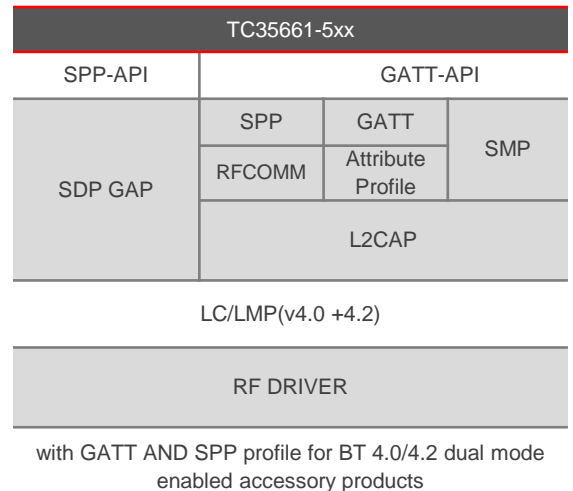 TC35661-5xx
SPP-API
GATT-API
SDP GAP
SPP
GATT
SMP
RFCOMM
Attribute
Profile
L2CAP
LC/LMP(v4.0 +4.2)
RF DRIVER
with GATT AND SPP profile for BT 4.0/4.2 dual mode
enabled accessory products